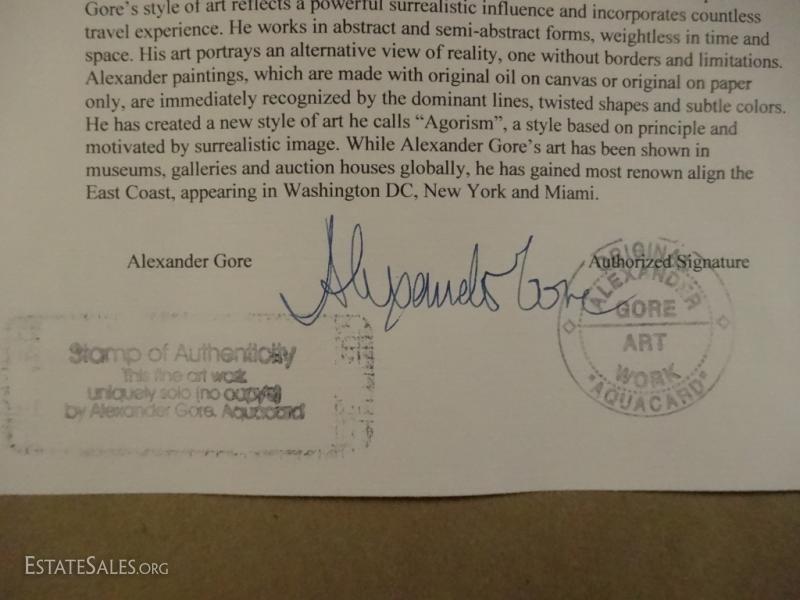 Gore's style of art reflects a powerful surrealistic influence and incorporates countless
travel experience. He works in abstract and semi-abstract forms, weightless in time and
space. His art portrays an alternative view of reality, one without borders and limitations.
Alexander paintings, which are made with original oil on canvas or original on paper
only, are immediately recognized by the dominant lines, twisted shapes and subtle colors.
He has created a new style of art he calls “Agorism”, a style based on principle and
motivated by surrealistic image. While Alexander Gore's art has been shown in
museums, galleries and auction houses globally, he has gained most renown align the
East Coast, appearing in Washington DC, New York and Miami.
Alexander Gore
Alexander Gore
Authorized Signature
Stamp of Authenticity
This fine art work
uniquely solo (no copys)
by Alexander Gore. Aquacard
ORIGINAL
ALEXANDER
GORE
ART
WORK
*AQUACARD*
ESTATESALES.ORG